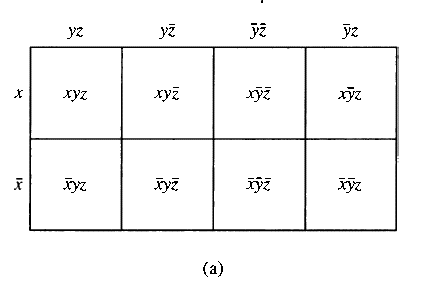 yz yz̄ ȳz̄ ȳz
x xyz xyz̄ xȳz̄ xȳz
x̄ x̄yz x̄yz̄ x̄ȳz̄ x̄ȳz
(a)